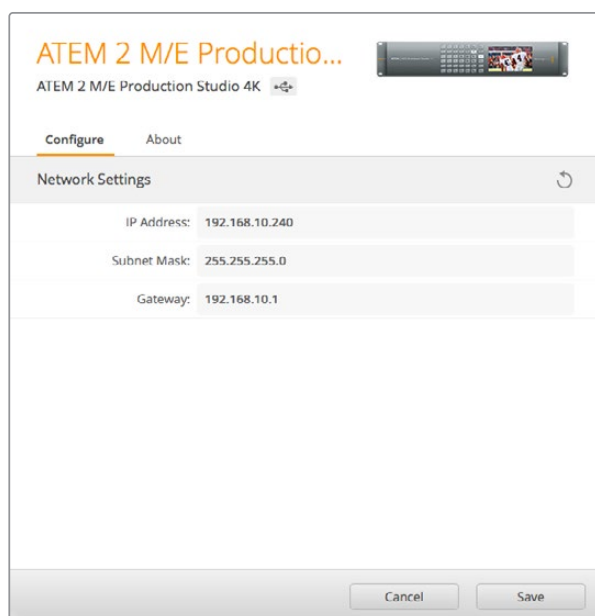 ATEM 2 M/E Productio...
ATEM 2 M/E Production Studio 4K
Configure About
Network Settings
IP Address: 192.168.10.240
Subnet Mask: 255.255.255.0
Gateway: 192.168.10.1
Cancel Save